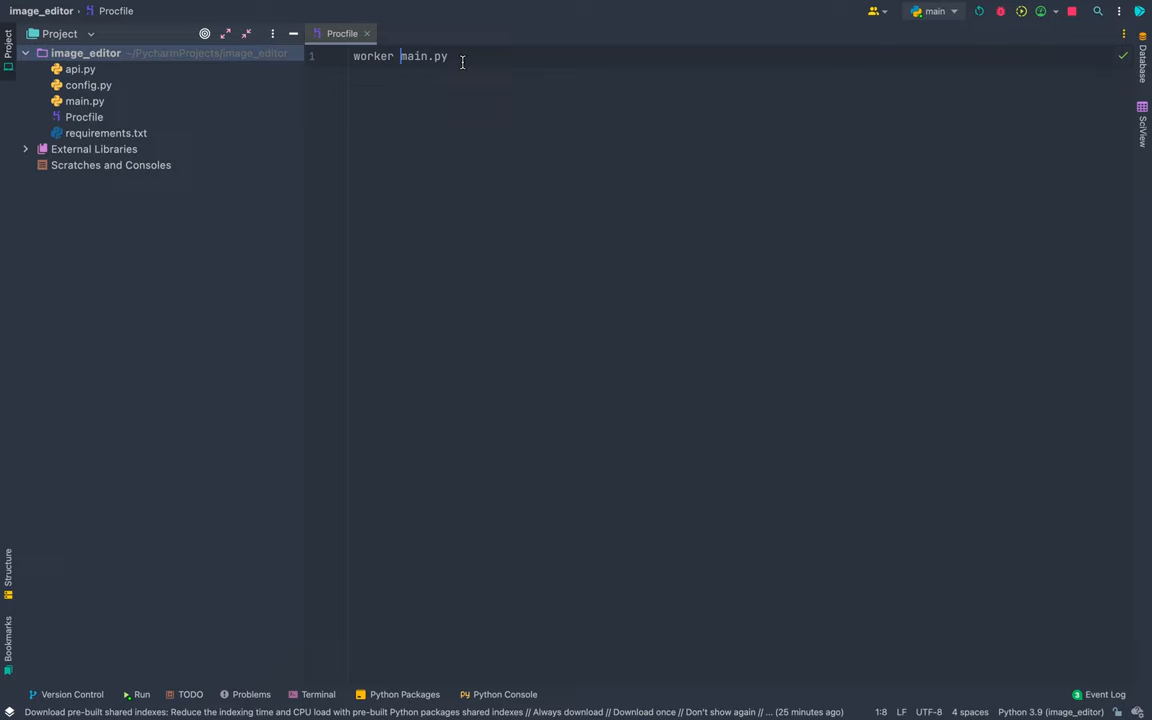 image_editor › Procfile
main
Project
Procfile
Project
image_editor ~/PycharmProjects/image_editor
api.py
config.py
main.py
Procfile
requirements.txt
External Libraries
Scratches and Consoles
1 worker main.py
Database
SciView
Structure
Bookmarks
Version Control Run TODO Problems Terminal Python Packages Python Console 3 Event Log
Download pre-built shared indexes: Reduce the indexing time and CPU load with pre-built Python packages shared indexes // Always download // Download once // Don't show again // ... (25 minutes ago) 1:8 LF UTF-8 4 spaces Python 3.9 (image_editor)